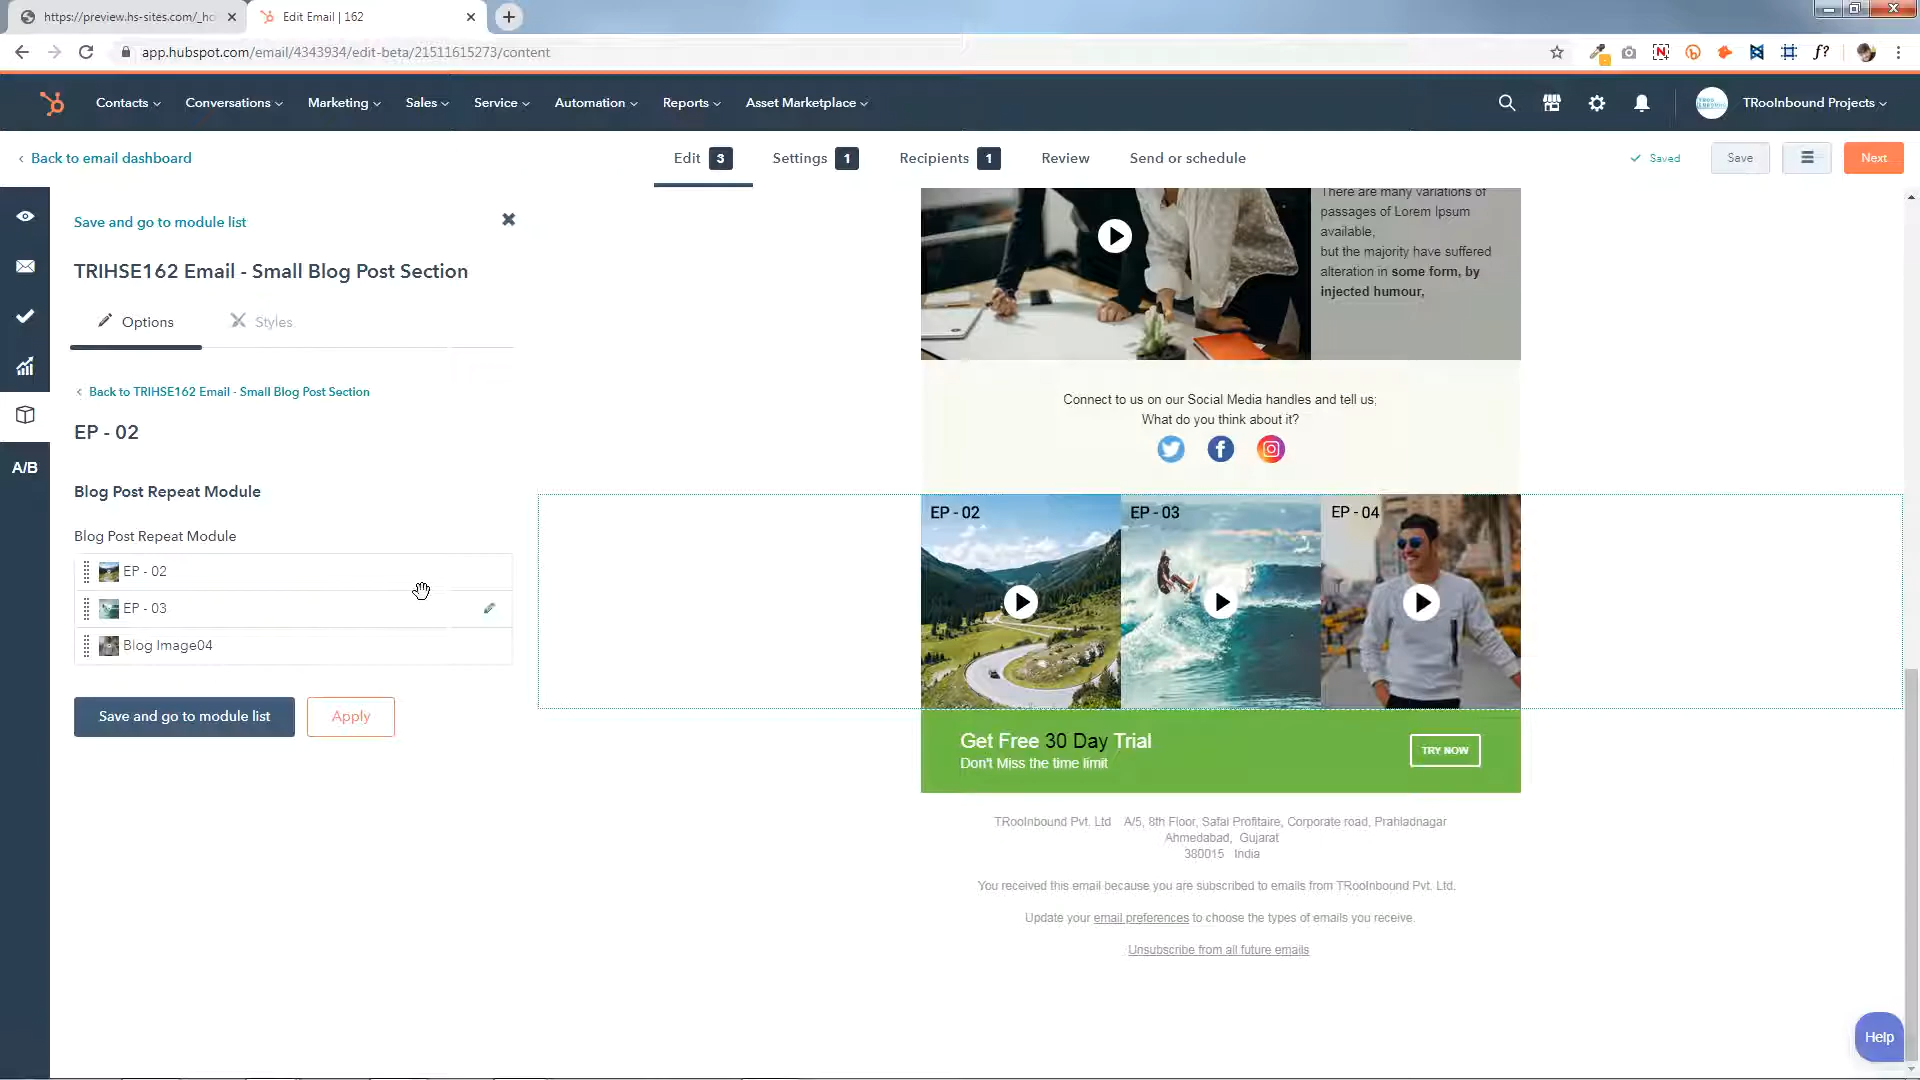 https://preview.hs-sites.com/_ho
Edit Email | 162
app.hubspot.com/email/4343934/edit-beta/21511615273/content
f?
Contacts
Conversations
Marketing
Sales
Service
Automation
Reports
Asset Marketplace
TRooInbound Projects
Back to email dashboard
Edit 3
Settings 1
Recipients 1
Review
Send or schedule
Saved
Save
Next
A/B
Save and go to module list
TRIHSE162 Email - Small Blog Post Section
Options
Styles
Back to TRIHSE162 Email - Small Blog Post Section
EP - 02
Blog Post Repeat Module
Blog Post Repeat Module
EP - 02
EP - 03
Blog Image04
Save and go to module list
Apply
There are many variations of
passages of Lorem Ipsum
available,
but the majority have suffered
alteration in some form, by
injected humour,
Connect to us on our Social Media handles and tell us;
What do you think about it?
EP - 02
EP - 03
EP - 04
Get Free 30 Day Trial
Don't Miss the time limit
TRY NOW
TRooInbound Pvt. Ltd A/5, 8th Floor, Safal Profitaire, Corporate road, Prahladnagar
Ahmedabad, Gujarat
380015 India
You received this email because you are subscribed to emails from TRooInbound Pvt. Ltd.
Update your email preferences to choose the types of emails you receive.
Unsubscribe from all future emails
Help